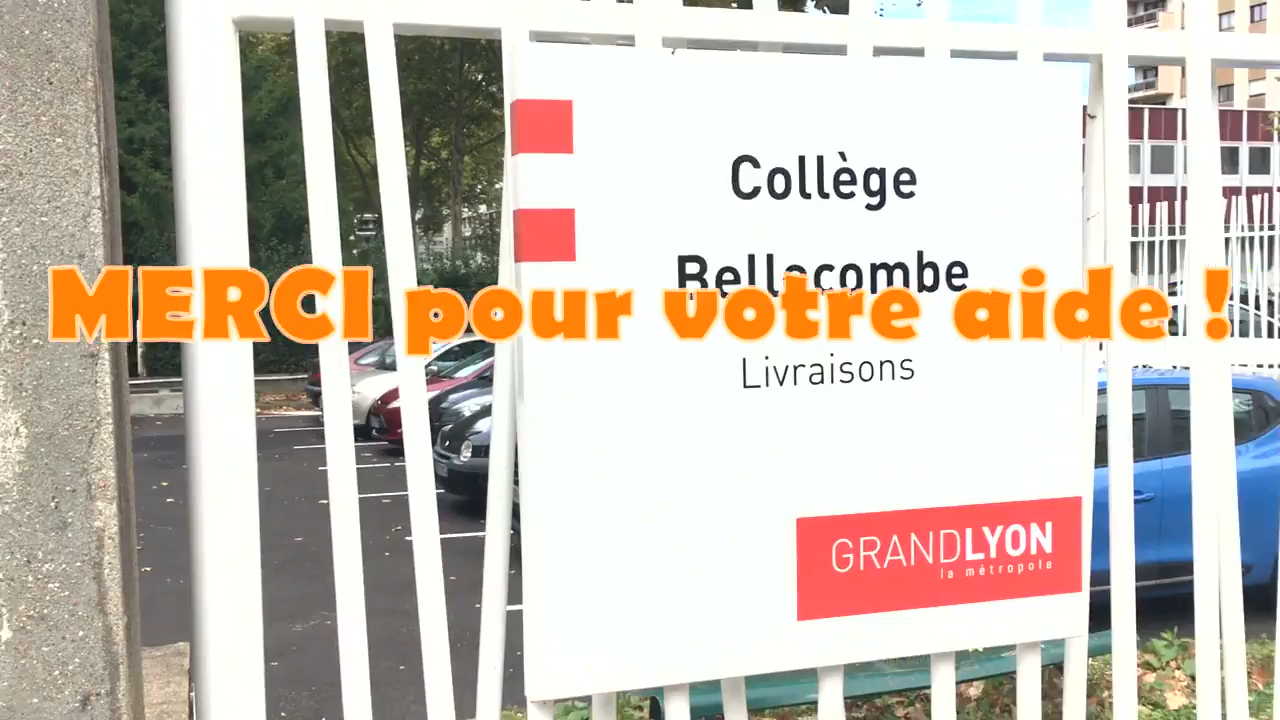 Collège
Bellecombe
MERCI pour votre aide !
Livraisons
GRANDLYON
la métropole